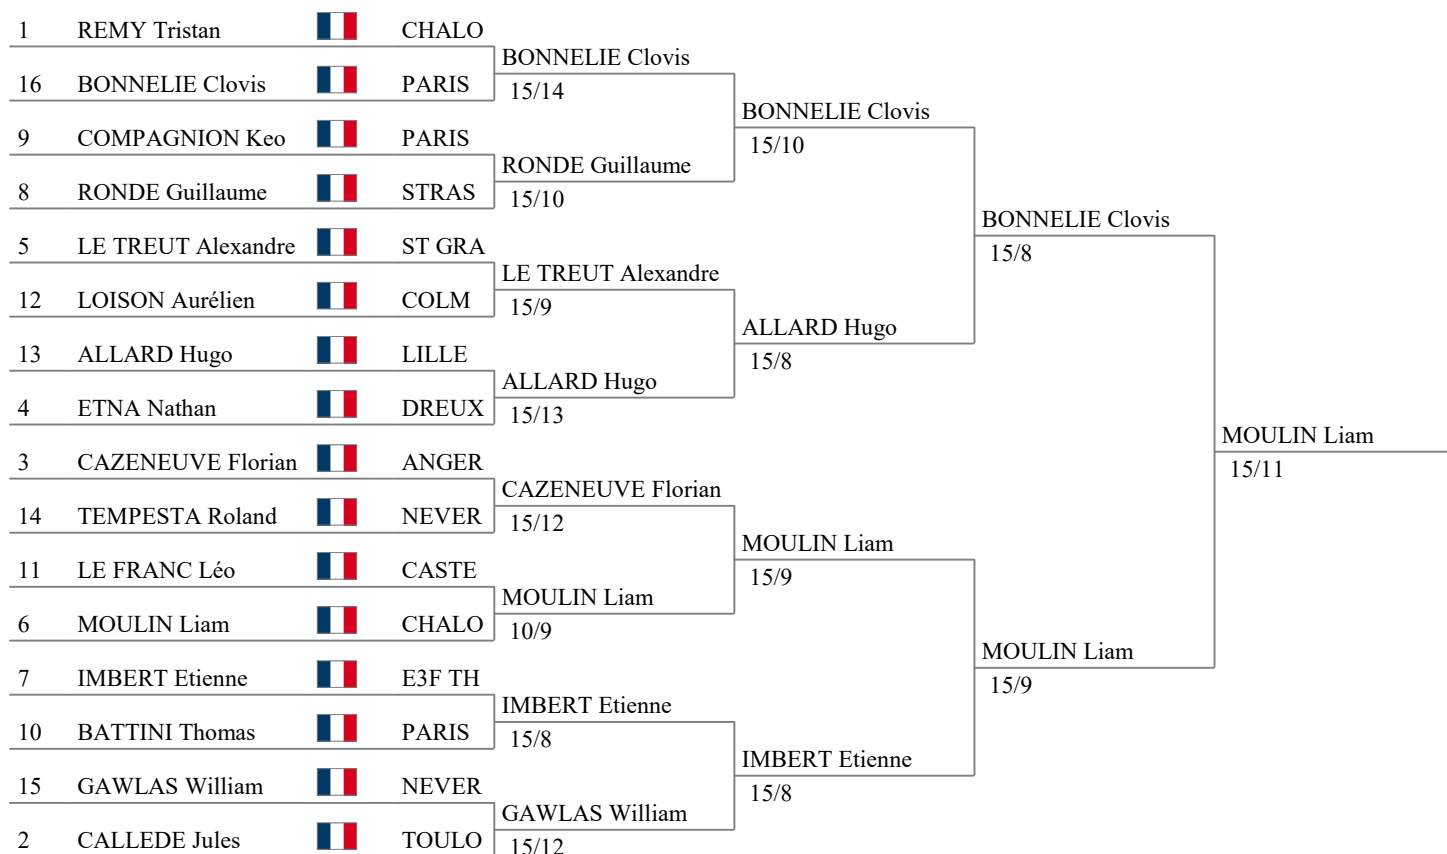 1 REMY Tristan CHALO
16 BONNELIE Clovis PARIS
9 COMPAGNION Keo PARIS
8 RONDE Guillaume STRAS
5 LE TREUT Alexandre ST GRA
12 LOISON Aurélien COLM
13 ALLARD Hugo LILLE
4 ETNA Nathan DREUX
3 CAZENEUVE Florian ANGER
14 TEMPESTA Roland NEVER
11 LE FRANC Léo CASTE
6 MOULIN Liam CHALO
7 IMBERT Etienne E3F TH
10 BATTINI Thomas PARIS
15 GAWLAS William NEVER
2 CALLEDE Jules TOULO
BONNELIE Clovis
15/14
RONDE Guillaume
15/10
LE TREUT Alexandre
15/9
ALLARD Hugo
15/13
CAZENEUVE Florian
15/12
MOULIN Liam
10/9
IMBERT Etienne
15/8
GAWLAS William
15/12
BONNELIE Clovis
15/10
ALLARD Hugo
15/8
MOULIN Liam
15/9
IMBERT Etienne
15/8
BONNELIE Clovis
15/8
MOULIN Liam
15/9
MOULIN Liam
15/11